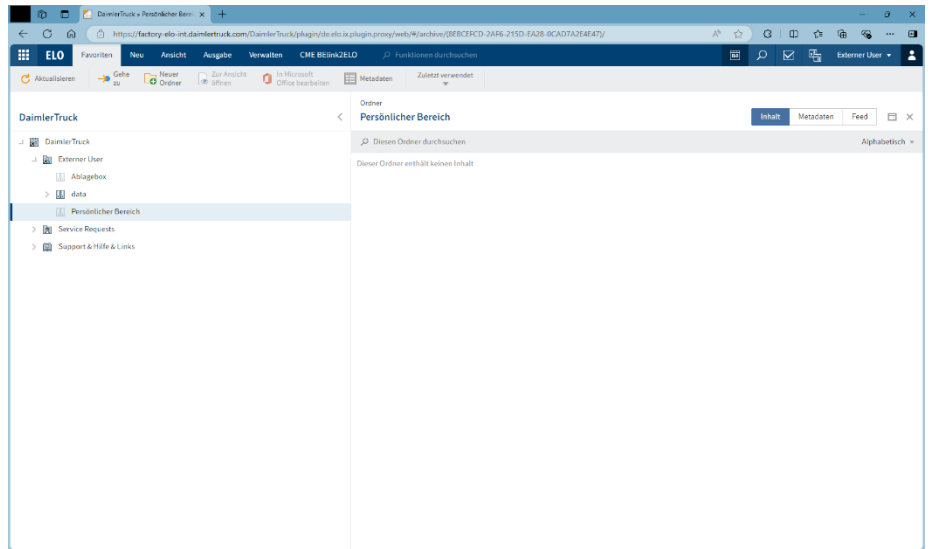 DaimlerTruck » Persönlicher Berei
https://factory-elo-int.daimlertruck.com/DaimlerTruck/plugin/de.elo.ix.plugin.proxy/web/#/archive/(8EBCEFCD-2AF6-215D-EA28-0CAD7A2E4E47)/
ELO Favoriten Neu Ansicht Ausgabe Verwalten CME BElink2ELO Funktionen durchsuchen Externer User
Aktualisieren Gehe zu Neuer Ordner Zur Ansicht öffnen In Microsoft Office bearbeiten Metadaten Zuletzt verwendet
DaimlerTruck
Ordner
Persönlicher Bereich
Inhalt Metadaten Feed
Diesen Ordner durchsuchen Alphabetisch
Dieser Ordner enthält keinen Inhalt
DaimlerTruck
Externer User
Ablagebox
data
Persönlicher Bereich
Service Requests
Support & Hilfe & Links